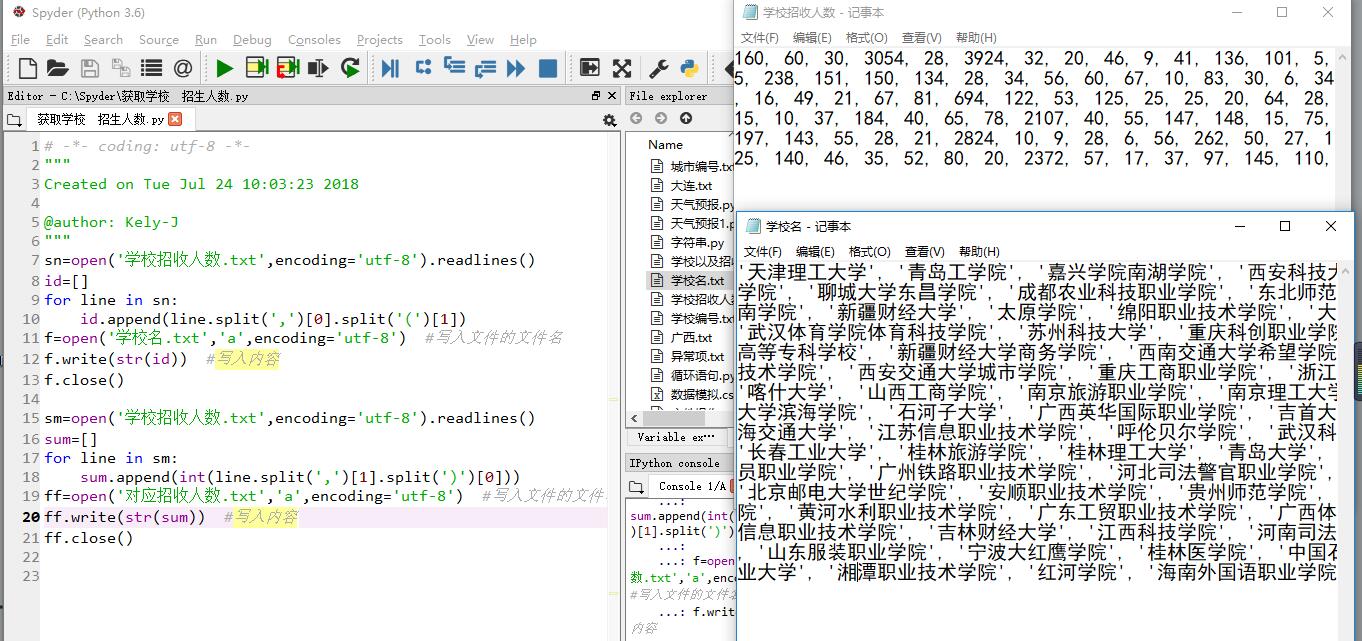 Spyder (Python 3.6)
File Edit Search Source Run Debug Consoles Projects Tools View Help
Editor - C:\Spyder\获取学校 招生人数.py
获取学校 招生人数.py
1 # -*- coding: utf-8 -*-
2 """
3 Created on Tue Jul 24 10:03:23 2018
4
5 @author: Kely-J
6 """
7 sn=open('学校招收人数.txt',encoding='utf-8').readlines()
8 id=[]
9 for line in sn:
10 id.append(line.split(',')[0].split('(')[1])
11 f=open('学校名.txt','a',encoding='utf-8') #写入文件的文件名
12 f.write(str(id)) #写入内容
13 f.close()
14
15 sm=open('学校招收人数.txt',encoding='utf-8').readlines()
16 sum=[]
17 for line in sm:
18 sum.append(int(line.split(',')[1].split(')')[0]))
19 ff=open('对应招收人数.txt','a',encoding='utf-8') #写入文件的文件
20 ff.write(str(sum)) #写入内容
21 ff.close()
22
23
File explorer
Name
城市编号.txt
大连.txt
天气预报.py
天气预报1.p
字符串.py
学校以及招
学校名.txt
学校招收人数
学校编号.txt
广西.txt
异常项.txt
循环语句.py
数据模拟.cs
Variable ex…
IPython console
Console 1/A
...:
sum.append(int(
)[1].split(')')
...:
...: f=open
数.txt','a',enc
#写入文件的文件名
...: f.writ
内容
学校招收人数 - 记事本
文件(F) 编辑(E) 格式(O) 查看(V) 帮助(H)
160, 60, 30, 3054, 28, 3924, 32, 20, 46, 9, 41, 136, 101, 5,
5, 238, 151, 150, 134, 28, 34, 56, 60, 67, 10, 83, 30, 6, 34
, 16, 49, 21, 67, 81, 694, 122, 53, 125, 25, 25, 20, 64, 28,
15, 10, 37, 184, 40, 65, 78, 2107, 40, 55, 147, 148, 15, 75,
197, 143, 55, 28, 21, 2824, 10, 9, 28, 6, 56, 262, 50, 27, 1
25, 140, 46, 35, 52, 80, 20, 2372, 57, 17, 37, 97, 145, 110,
学校名 - 记事本
文件(F) 编辑(E) 格式(O) 查看(V) 帮助(H)
'天津理工大学', '青岛工学院', '嘉兴学院南湖学院', '西安科技大
学院', '聊城大学东昌学院', '成都农业科技职业学院', '东北师范
南学院', '新疆财经大学', '太原学院', '绵阳职业技术学院', '大
'武汉体育学院体育科技学院', '苏州科技大学', '重庆科创职业学院
高等专科学校', '新疆财经大学商务学院', '西南交通大学希望学院
技术学院', '西安交通大学城市学院', '重庆工商职业学院', '浙江
'喀什大学', '山西工商学院', '南京旅游职业学院', '南京理工大学
大学滨海学院', '石河子大学', '广西英华国际职业学院', '吉首大
海交通大学', '江苏信息职业技术学院', '呼伦贝尔学院', '武汉科
'长春工业大学', '桂林旅游学院', '桂林理工大学', '青岛大学',
员职业学院', '广州铁路职业技术学院', '河北司法警官职业学院',
'北京邮电大学世纪学院', '安顺职业技术学院', '贵州师范学院',
院', '黄河水利职业技术学院', '广东工贸职业技术学院', '广西体
信息职业技术学院', '吉林财经大学', '江西科技学院', '河南司法
, '山东服装职业学院', '宁波大红鹰学院', '桂林医学院', '中国石
业大学', '湘潭职业技术学院', '红河学院', '海南外国语职业学院